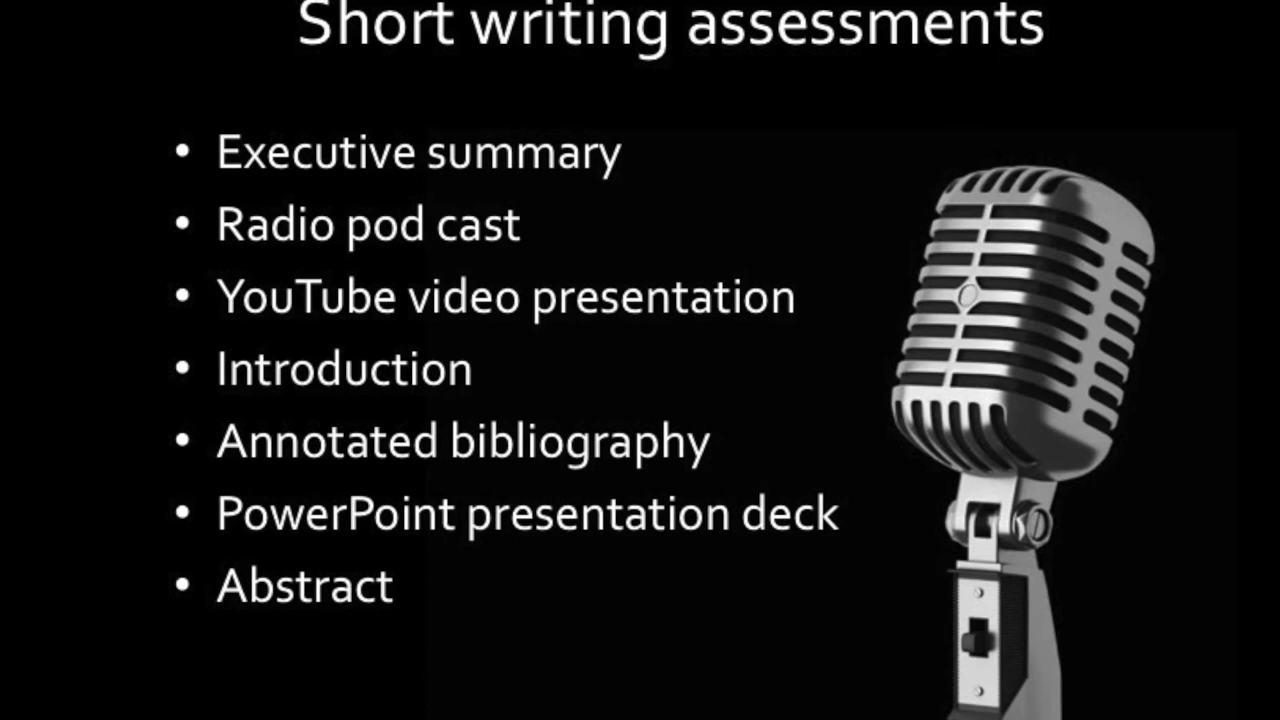 Short writing assessments
• Executive summary
• Radio pod cast
• YouTube video presentation
• Introduction
• Annotated bibliography
• PowerPoint presentation deck
• Abstract